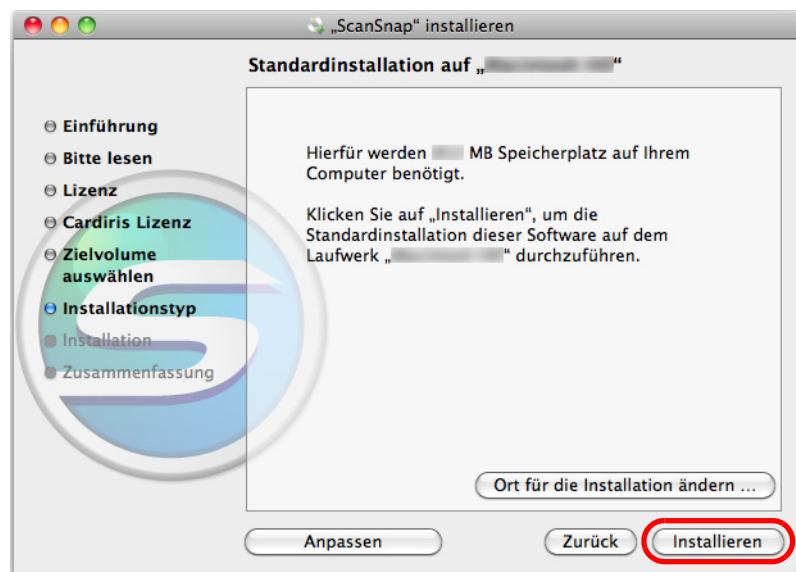 „ScanSnap“ installieren
Standardinstallation auf „ “
Einführung
Bitte lesen
Lizenz
Cardiris Lizenz
Zielvolume
auswählen
Installationstyp
Installation
Zusammenfassung
Hierfür werden MB Speicherplatz auf Ihrem
Computer benötigt.
Klicken Sie auf „Installieren“, um die
Standardinstallation dieser Software auf dem
Laufwerk „ “ durchzuführen.
Ort für die Installation ändern ...
Anpassen
Zurück
Installieren